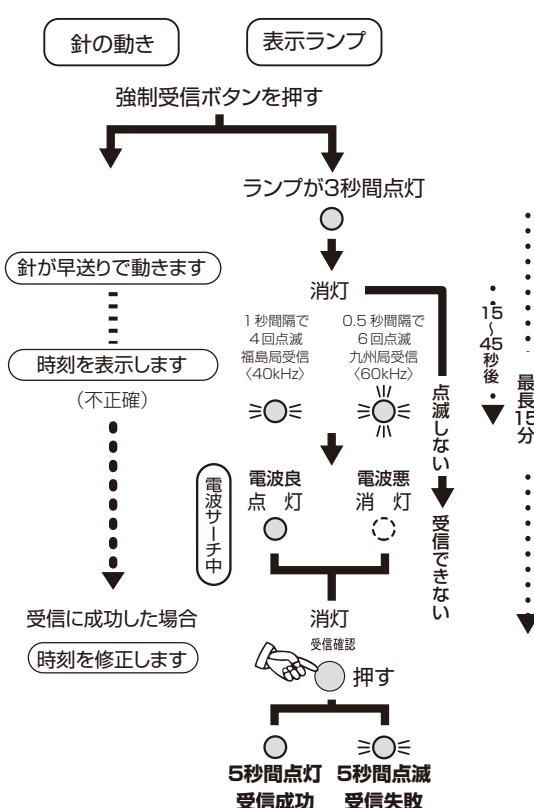 針の動き
表示ランプ
強制受信ボタンを押す
ランプが3秒間点灯
針が早送りで動きます
消灯
1秒間隔で
4回点滅
福島局受信
〈40kHz〉
0.5秒間隔で
6回点滅
九州局受信
〈60kHz〉
時刻を表示します
(不正確)
点滅しない
受信できない
15〜45秒後
最長15分
電波サーチ中
電波良
点 灯
電波悪
消 灯
受信に成功した場合
時刻を修正します
消灯
受信確認
押す
5秒間点灯
受信成功
5秒間点滅
受信失敗